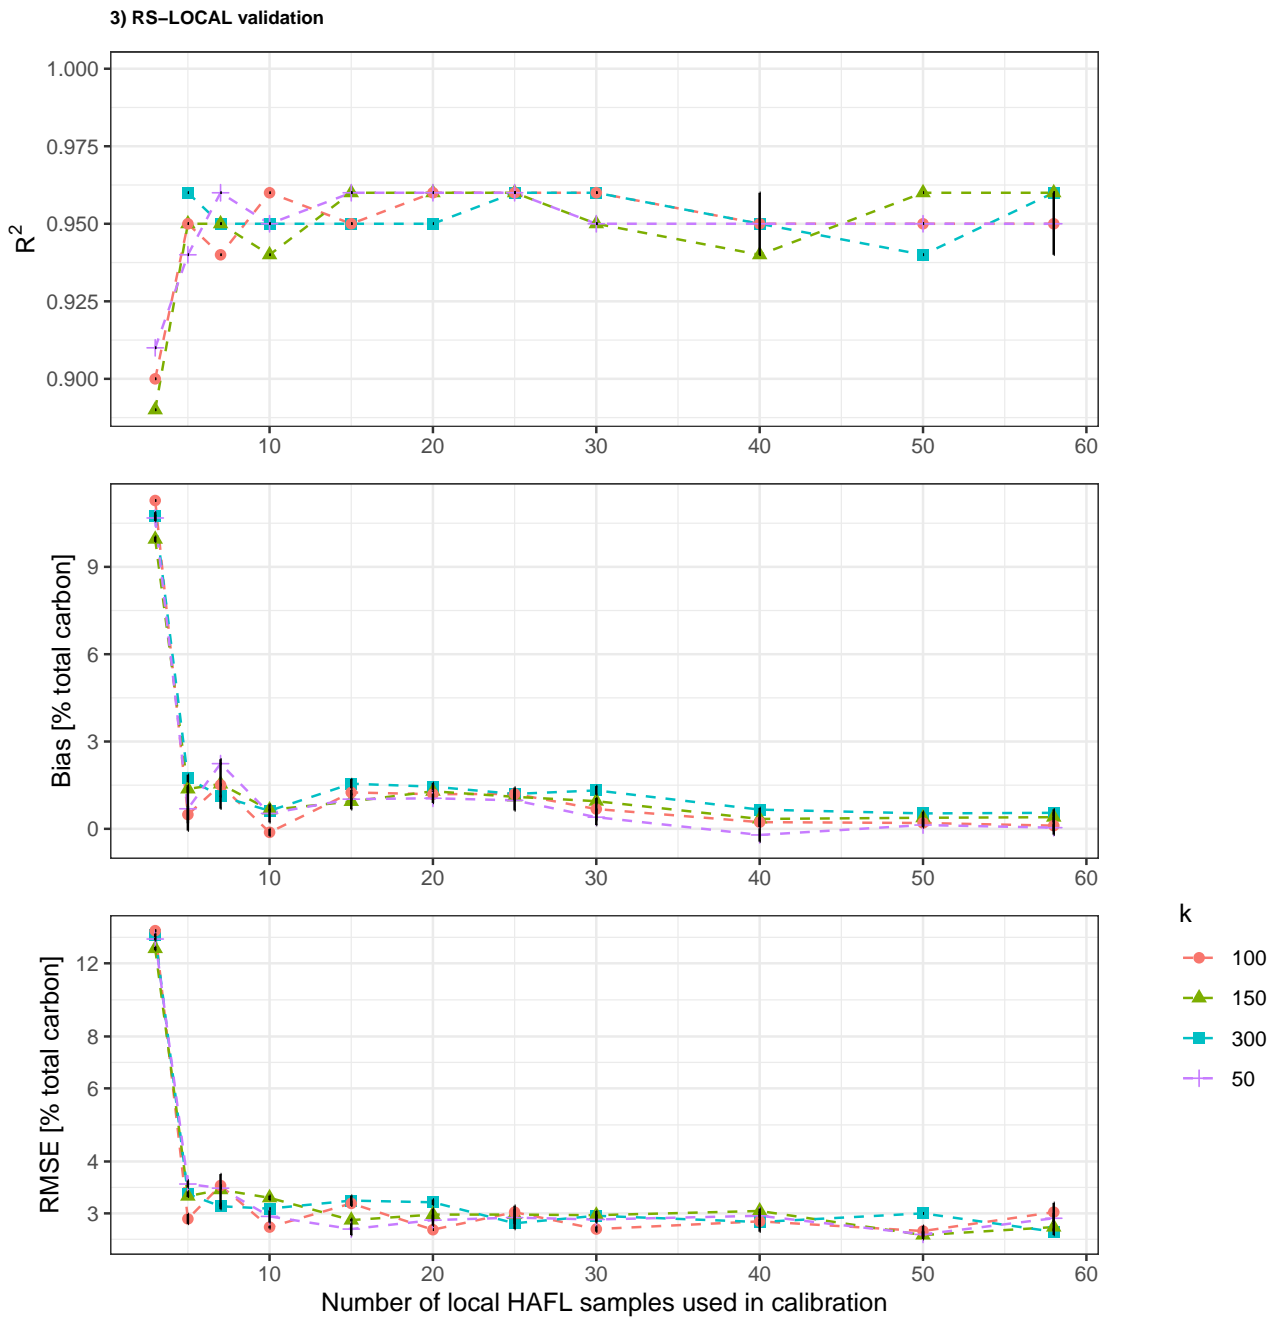 3) RS−LOCAL validation
1.000
0.975
0.950
0.925
0.900
R²
10 20 30 40 50 60
9
6
3
0
Bias [% total carbon]
10 20 30 40 50 60
12
8
6
4
3
RMSE [% total carbon]
10 20 30 40 50 60
Number of local HAFL samples used in calibration
k
100
150
300
50